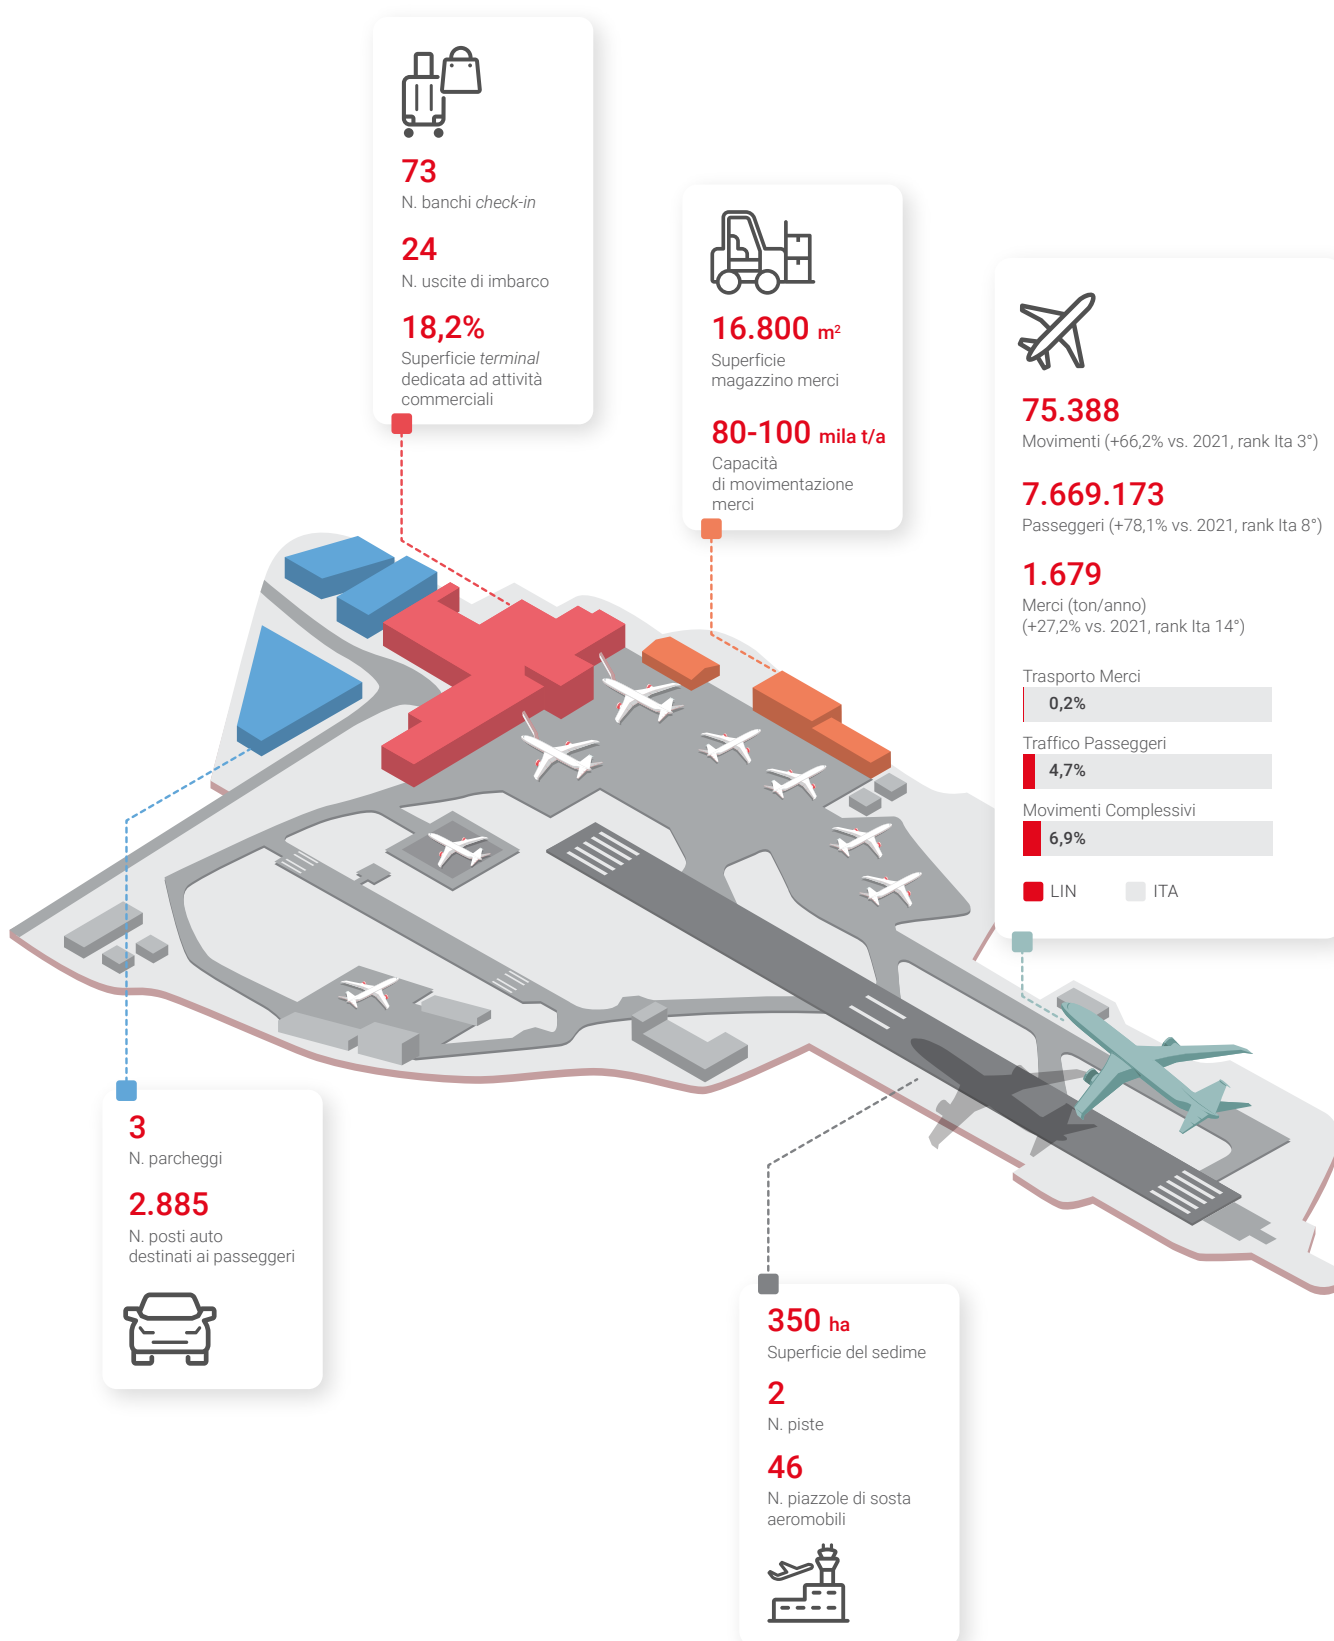 73
N. banchi check-in
24
N. uscite di imbarco
18,2%
Superficie terminal
dedicata ad attività
commerciali
16.800 m²
Superficie
magazzino merci
80-100 mila t/a
Capacità
di movimentazione
merci
75.388
Movimenti (+66,2% vs. 2021, rank Ita 3°)
7.669.173
Passeggeri (+78,1% vs. 2021, rank Ita 8°)
1.679
Merci (ton/anno)
(+27,2% vs. 2021, rank Ita 14°)
Trasporto Merci
0,2%
Traffico Passeggeri
4,7%
Movimenti Complessivi
6,9%
LIN ITA
3
N. parcheggi
2.885
N. posti auto
destinati ai passeggeri
350 ha
Superficie del sedime
2
N. piste
46
N. piazzole di sosta
aeromobili